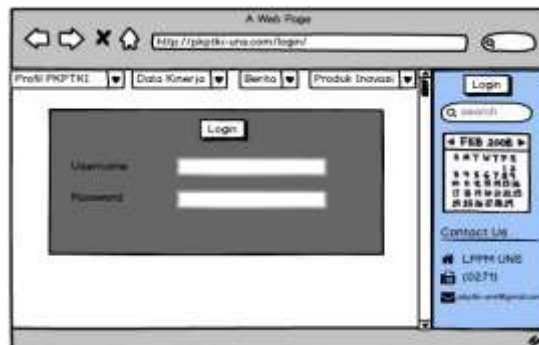 A Web Page
http://pkptki-uns.com/login/
Profil PKPTKI
Data Kinerja
Berita
Produk Inovasi
Login
Username
Password
Login
search
FEB 2008
S M T W T F S
Contact Us
LPPM UNS
(0271)